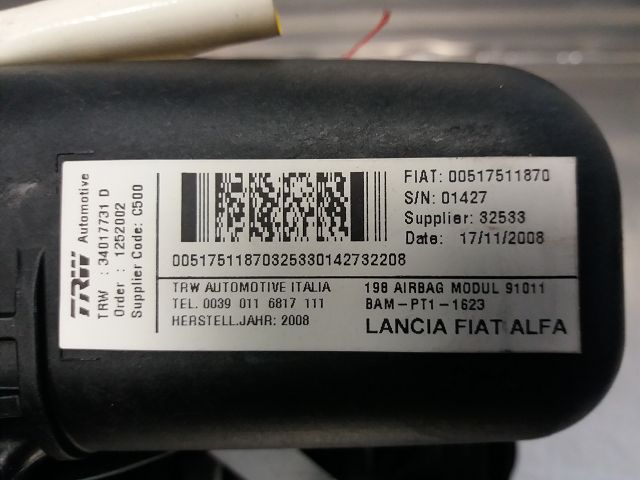 TRW Automotive
TRW : 34017731 D
Order : 1252002
Supplier Code: C500
FIAT: 00517511870
S/N: 01427
Supplier: 32533
Date: 17/11/2008
005175118703253301427​32208
TRW AUTOMOTIVE ITALIA
TEL. 0039 011 6817 111
HERSTELL.JAHR: 2008
198 AIRBAG MODUL 91011
BAM-PT1-1623
LANCIA FIAT ALFA